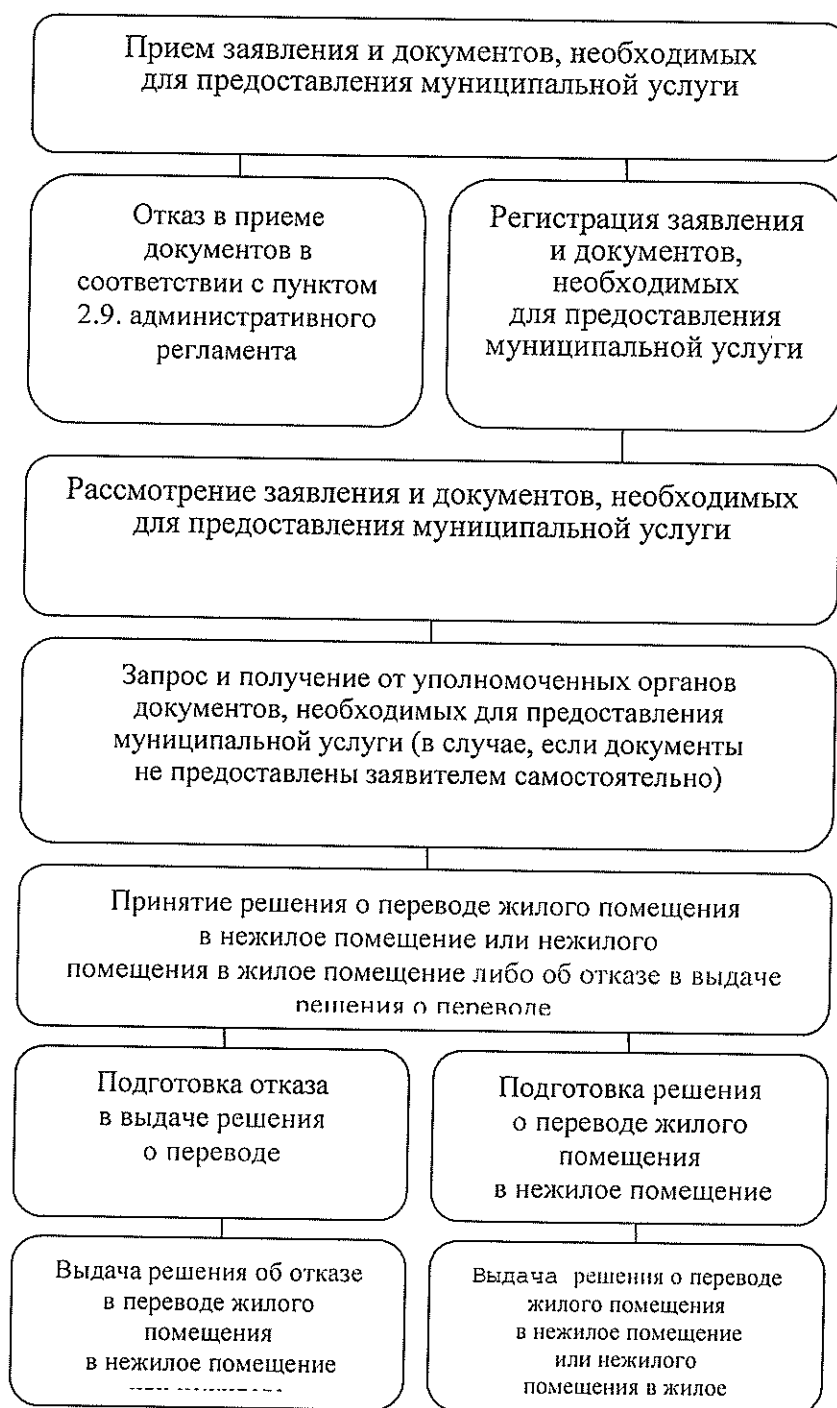 Прием заявления и документов, необходимых
для предоставления муниципальной услуги
Отказ в приеме
документов в
соответствии с пунктом
2.9. административного
регламента
Регистрация заявления
и документов,
необходимых
для предоставления
муниципальной услуги
Рассмотрение заявления и документов, необходимых
для предоставления муниципальной услуги
Запрос и получение от уполномоченных органов
документов, необходимых для предоставления
муниципальной услуги (в случае, если документы
не предоставлены заявителем самостоятельно)
Принятие решения о переводе жилого помещения
в нежилое помещение или нежилого
помещения в жилое помещение либо об отказе в выдаче
решения о переводе
Подготовка отказа
в выдаче решения
о переводе
Подготовка решения
о переводе жилого
помещения
в нежилое помещение
Выдача решения об отказе
в переводе жилого
помещения
в нежилое помещение
Выдача решения о переводе
жилого помещения
в нежилое помещение
или нежилого
помещения в жилое